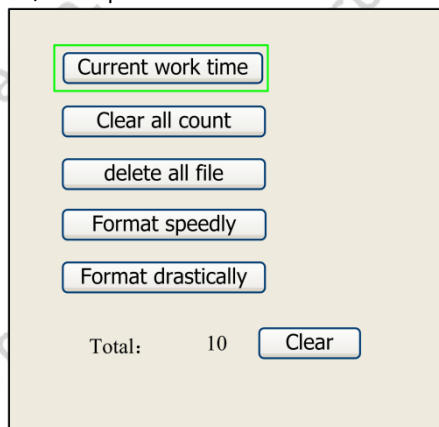 Current work time
Clear all count
delete all file
Format speedly
Format drastically
Total: 10 Clear